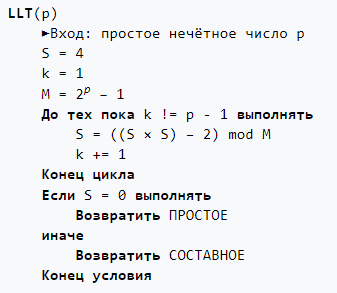 LLT(p)
►Вход: простое нечётное число p
S = 4
k = 1
M = 2ᵖ − 1
До тех пока k != p - 1 выполнять
S = ((S × S) − 2) mod M
k += 1
Конец цикла
Если S = 0 выполнять
Возвратить ПРОСТОЕ
иначе
Возвратить СОСТАВНОЕ
Конец условия